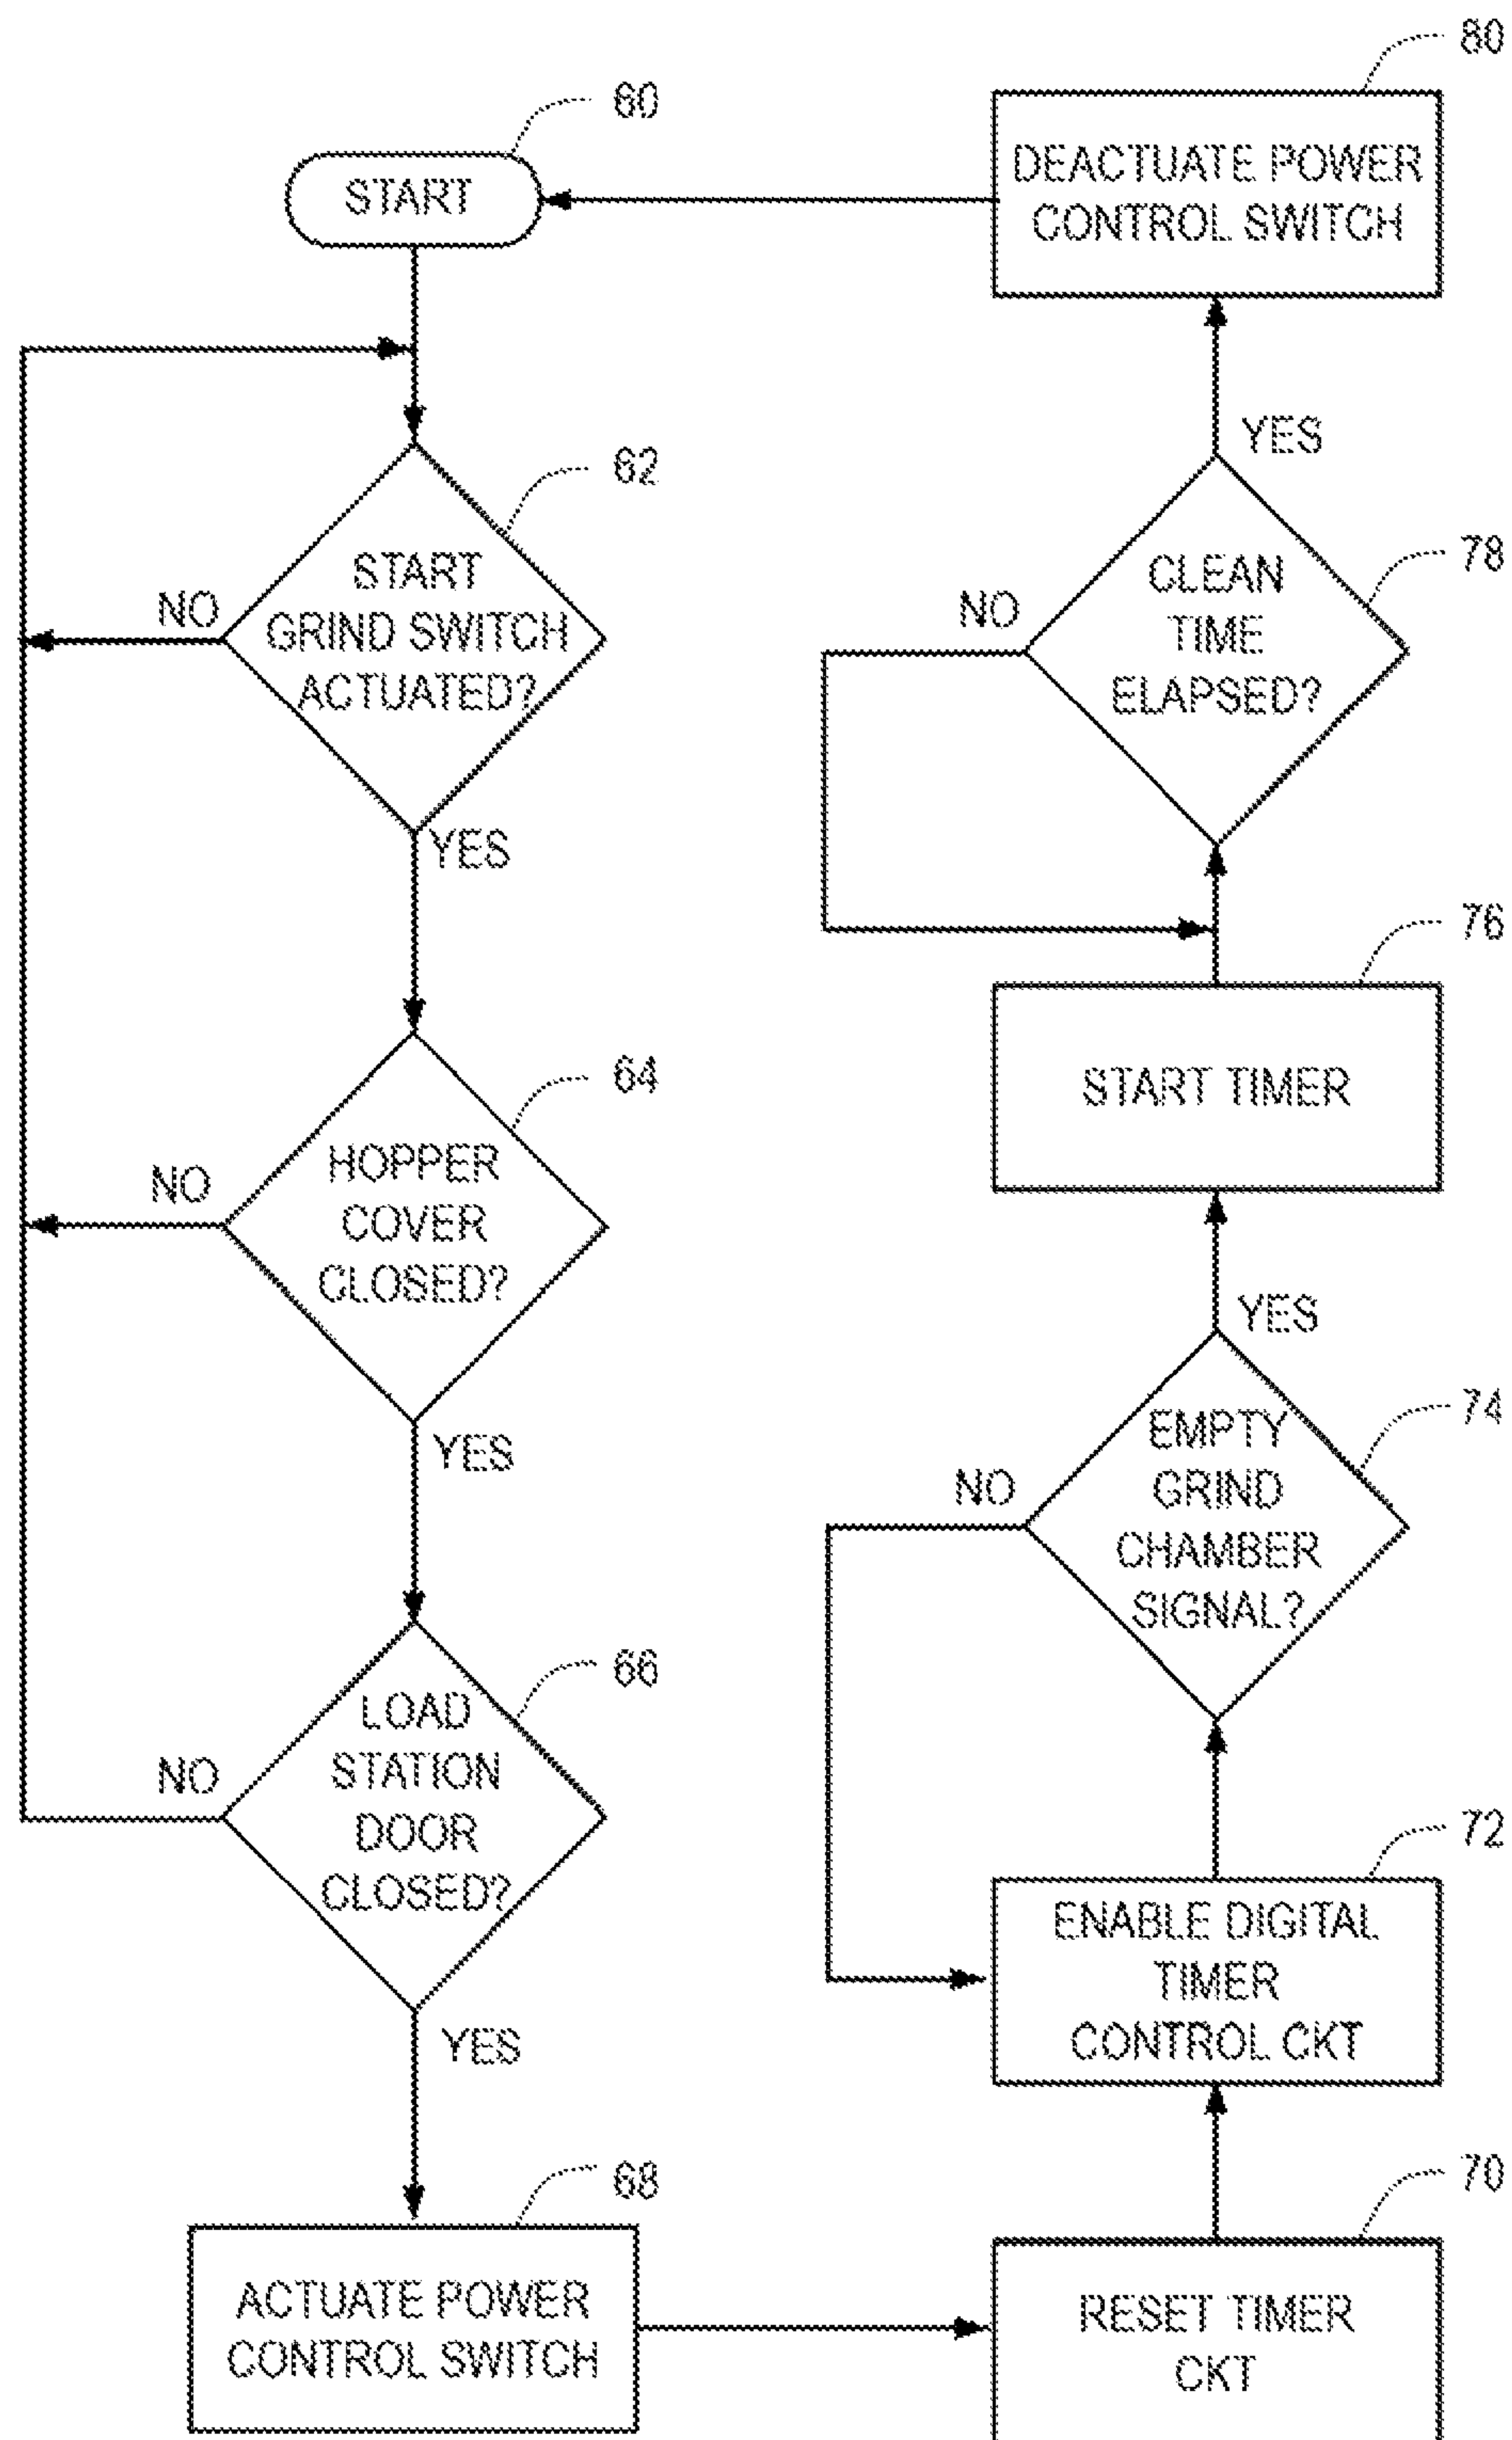 60
START
62
START
GRIND SWITCH
ACTUATED?
NO
YES
64
HOPPER
COVER
CLOSED?
NO
YES
66
LOAD
STATION
DOOR
CLOSED?
NO
YES
68
ACTUATE POWER
CONTROL SWITCH
70
RESET TIMER
CKT
72
ENABLE DIGITAL
TIMER
CONTROL CKT
74
EMPTY
GRIND
CHAMBER
SIGNAL?
NO
YES
76
START TIMER
78
CLEAN
TIME
ELAPSED?
NO
YES
80
DEACTUATE POWER
CONTROL SWITCH